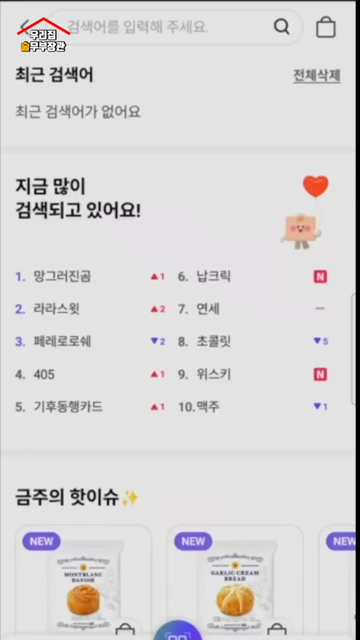 우리집
숨무부장관
검색어를 입력해 주세요.
최근 검색어
전체삭제
최근 검색어가 없어요
지금 많이
검색되고 있어요!
1. 망그러진곰 ▲1
2. 라라스윗 ▲2
3. 페레로로쉐 ▼2
4. 405 ▲1
5. 기후동행카드 ▲1
6. 납크릭 N
7. 연세 –
8. 초콜릿 ▼5
9. 위스키 N
10. 맥주 ▼1
금주의 핫이슈✨
NEW
MONTBLANC
DANISH
NEW
GARLIC CREAM
BREAD
NEW